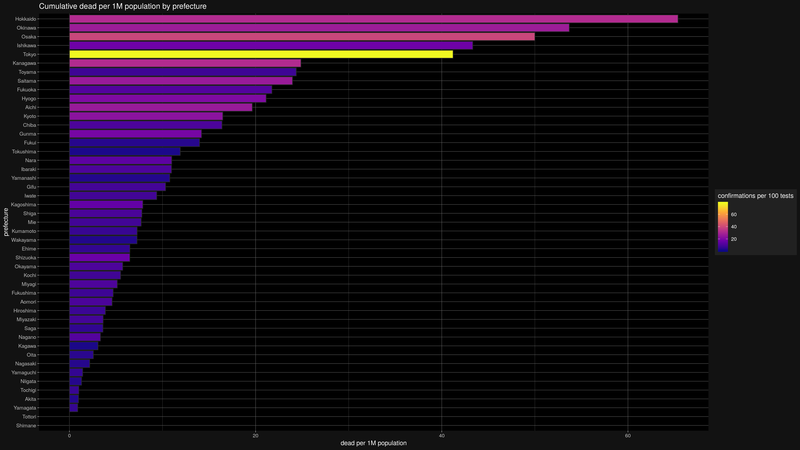 Cumulative dead per 1M population by prefecture
Hokkaido
Okinawa
Osaka
Ishikawa
Tokyo
Kanagawa
Toyama
Saitama
Fukuoka
Hyogo
Aichi
Kyoto
Chiba
Gunma
Fukui
Tokushima
Nara
Ibaraki
Yamanashi
Gifu
Iwate
Kagoshima
Shiga
Mie
Kumamoto
Wakayama
Ehime
Shizuoka
Okayama
Kochi
Miyagi
Fukushima
Aomori
Hiroshima
Miyazaki
Saga
Nagano
Kagawa
Oita
Nagasaki
Yamaguchi
Niigata
Tochigi
Akita
Yamagata
Tottori
Shimane
prefecture
0 20 40 60
dead per 1M population
confirmations per 100 tests
60
40
20